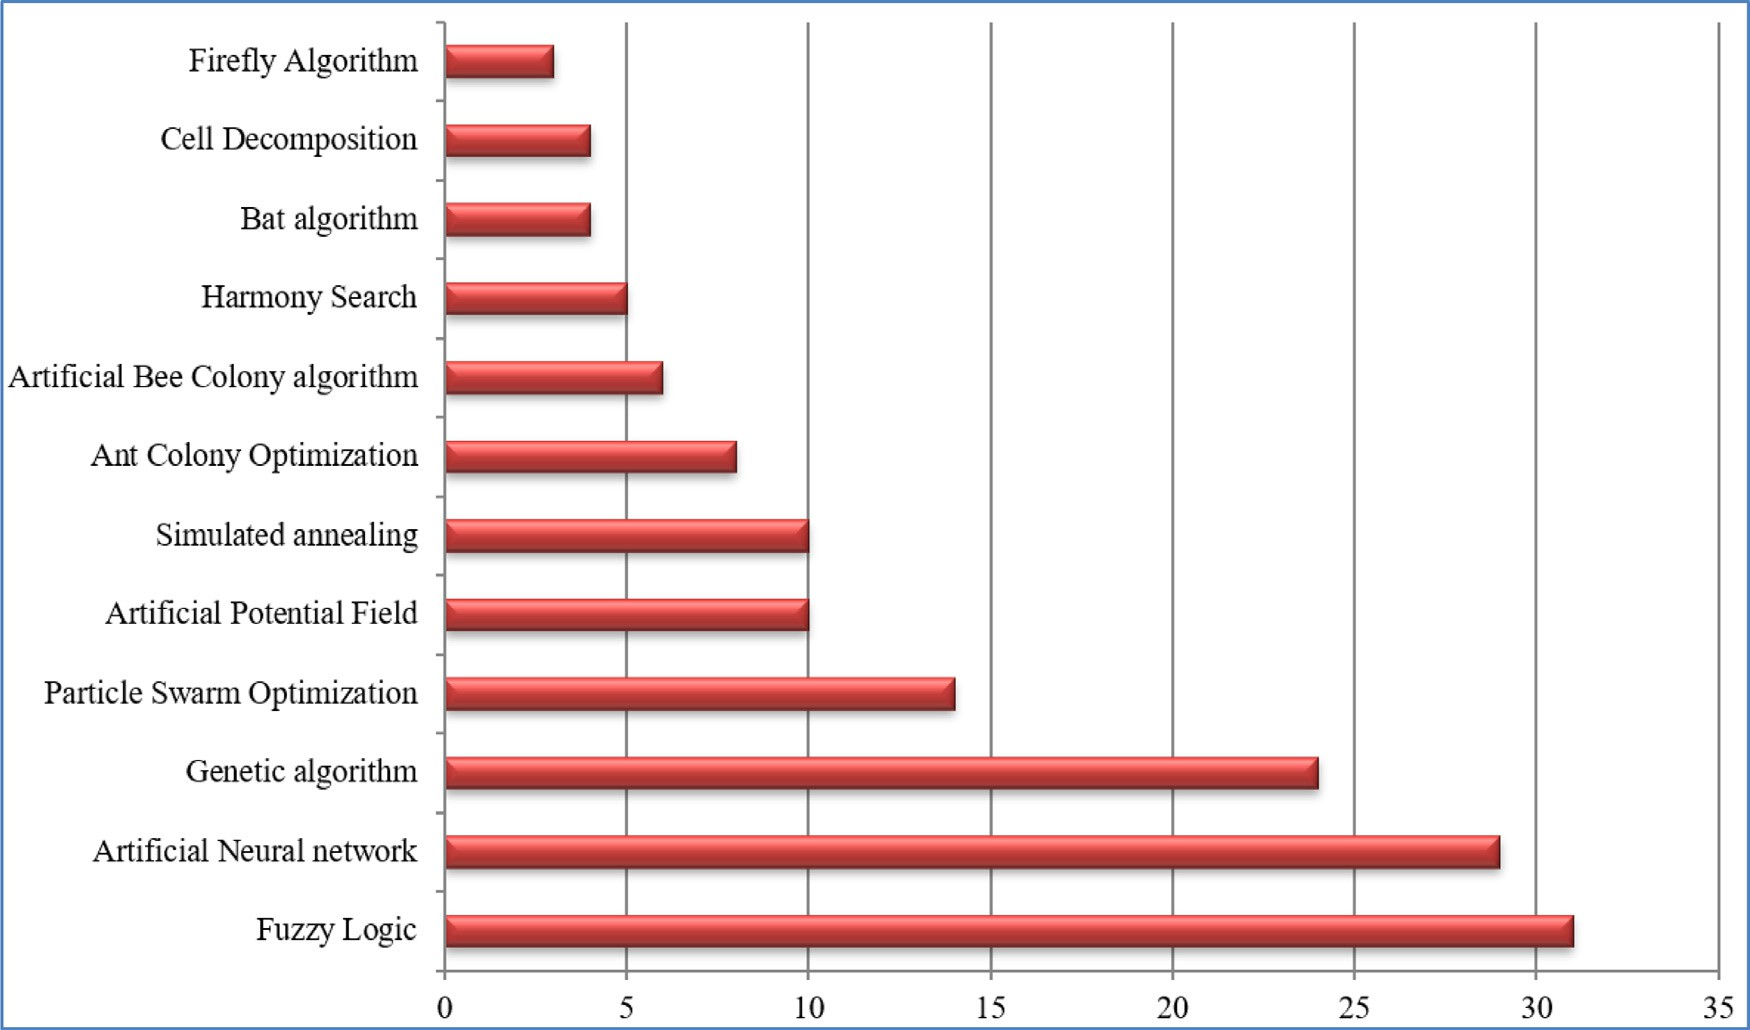 Firefly Algorithm
Cell Decomposition
Bat algorithm
Harmony Search
Artificial Bee Colony algorithm
Ant Colony Optimization
Simulated annealing
Artificial Potential Field
Particle Swarm Optimization
Genetic algorithm
Artificial Neural network
Fuzzy Logic
0 5 10 15 20 25 30 35